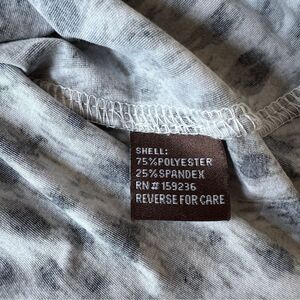 SHELL:
75%POLYESTER
25%SPANDEX
RN# 159236
REVERSE FOR CARE